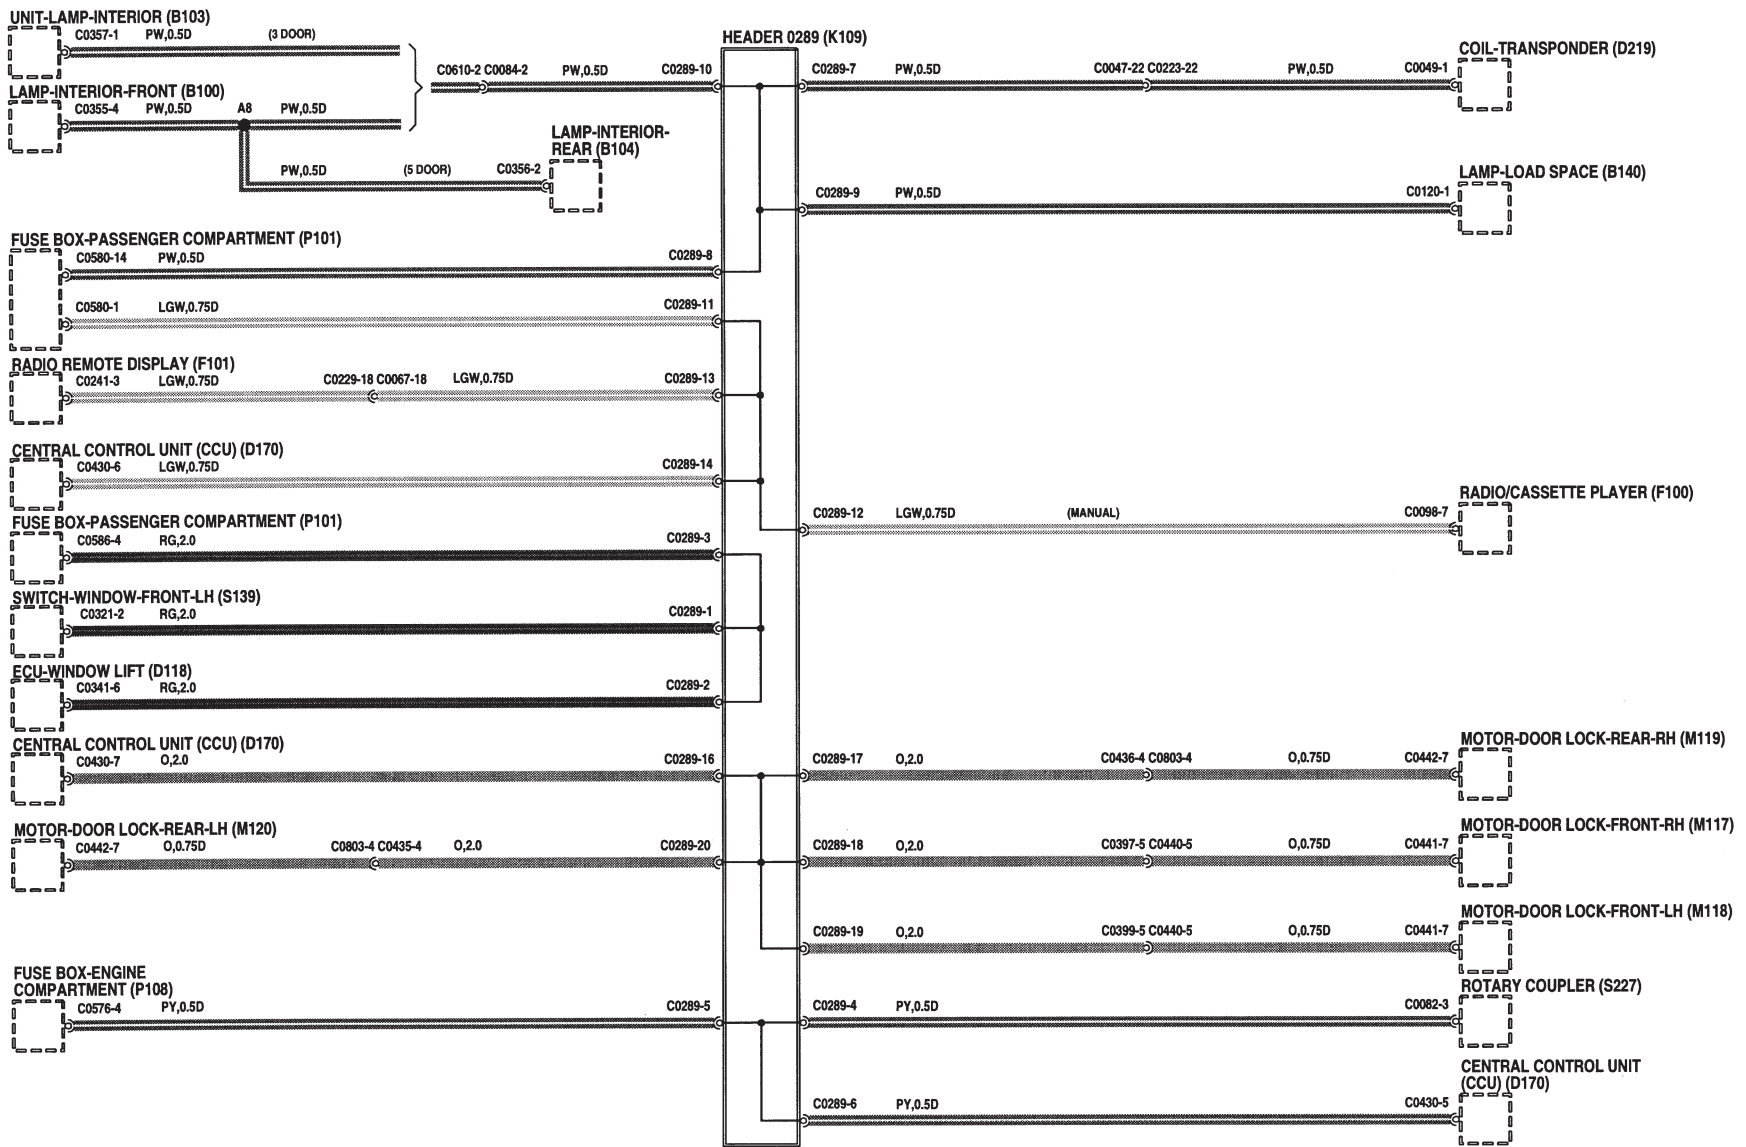 UNIT-LAMP-INTERIOR (B103)
C0357-1 PW,0.5D (3 DOOR)
LAMP-INTERIOR-FRONT (B100)
C0355-4 PW,0.5D A8 PW,0.5D
PW,0.5D (5 DOOR) C0356-2
LAMP-INTERIOR-
REAR (B104)
C0610-2 C0084-2 PW,0.5D C0289-10
HEADER 0289 (K109)
C0289-7 PW,0.5D C0047-22 C0223-22 PW,0.5D C0049-1
COIL-TRANSPONDER (D219)
C0289-9 PW,0.5D C0120-1
LAMP-LOAD SPACE (B140)
FUSE BOX-PASSENGER COMPARTMENT (P101)
C0580-14 PW,0.5D C0289-8
C0580-1 LGW,0.75D C0289-11
RADIO REMOTE DISPLAY (F101)
C0241-3 LGW,0.75D C0229-18 C0067-18 LGW,0.75D C0289-13
CENTRAL CONTROL UNIT (CCU) (D170)
C0430-6 LGW,0.75D C0289-14
C0289-12 LGW,0.75D (MANUAL) C0098-7
RADIO/CASSETTE PLAYER (F100)
FUSE BOX-PASSENGER COMPARTMENT (P101)
C0586-4 RG,2.0 C0289-3
SWITCH-WINDOW-FRONT-LH (S139)
C0321-2 RG,2.0 C0289-1
ECU-WINDOW LIFT (D118)
C0341-6 RG,2.0 C0289-2
CENTRAL CONTROL UNIT (CCU) (D170)
C0430-7 O,2.0 C0289-16
C0289-17 O,2.0 C0436-4 C0803-4 O,0.75D C0442-7
MOTOR-DOOR LOCK-REAR-RH (M119)
MOTOR-DOOR LOCK-REAR-LH (M120)
C0442-7 O,0.75D C0803-4 C0435-4 O,2.0 C0289-20
C0289-18 O,2.0 C0397-5 C0440-5 O,0.75D C0441-7
MOTOR-DOOR LOCK-FRONT-RH (M117)
C0289-19 O,2.0 C0399-5 C0440-5 O,0.75D C0441-7
MOTOR-DOOR LOCK-FRONT-LH (M118)
FUSE BOX-ENGINE
COMPARTMENT (P108)
C0576-4 PY,0.5D C0289-5
C0289-4 PY,0.5D C0082-3
ROTARY COUPLER (S227)
C0289-6 PY,0.5D C0430-5
CENTRAL CONTROL UNIT
(CCU) (D170)